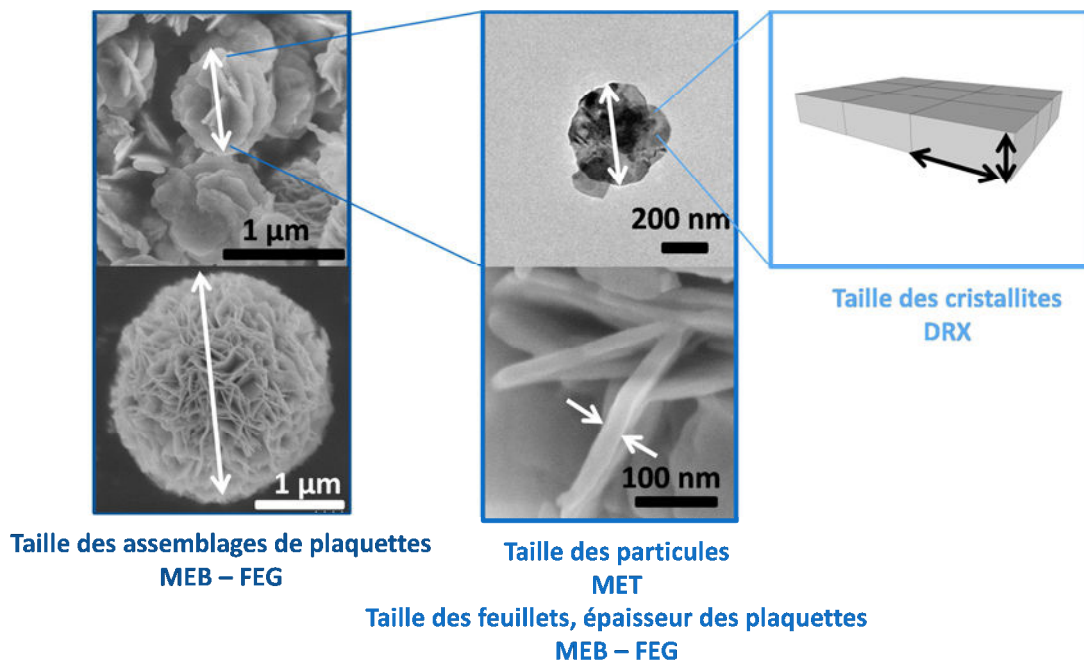 1 µm
1 µm
Taille des assemblages de plaquettes
MEB – FEG
200 nm
100 nm
Taille des particules
MET
Taille des feuillets, épaisseur des plaquettes
MEB – FEG
Taille des cristallites
DRX